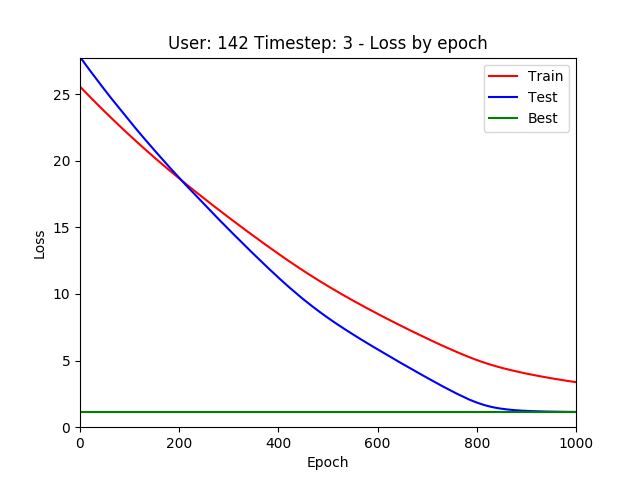 User: 142 Timestep: 3 - Loss by epoch
Train
Test
Best
Loss
25
20
15
10
5
0
0 200 400 600 800 1000
Epoch